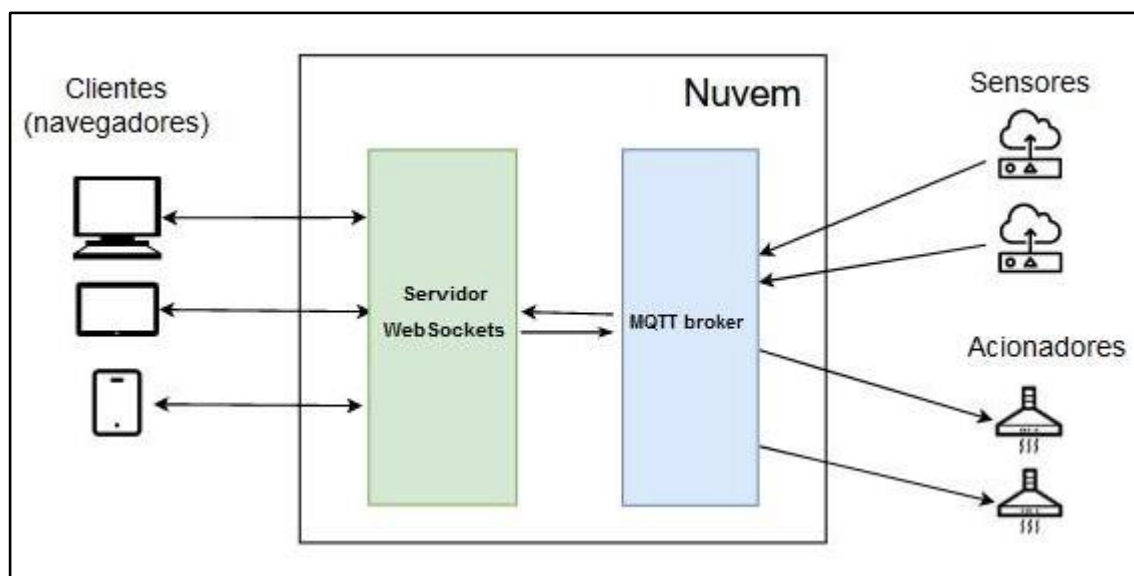 Clientes
(navegadores)
Nuvem
Servidor
WebSockets
MQTT broker
Sensores
Acionadores